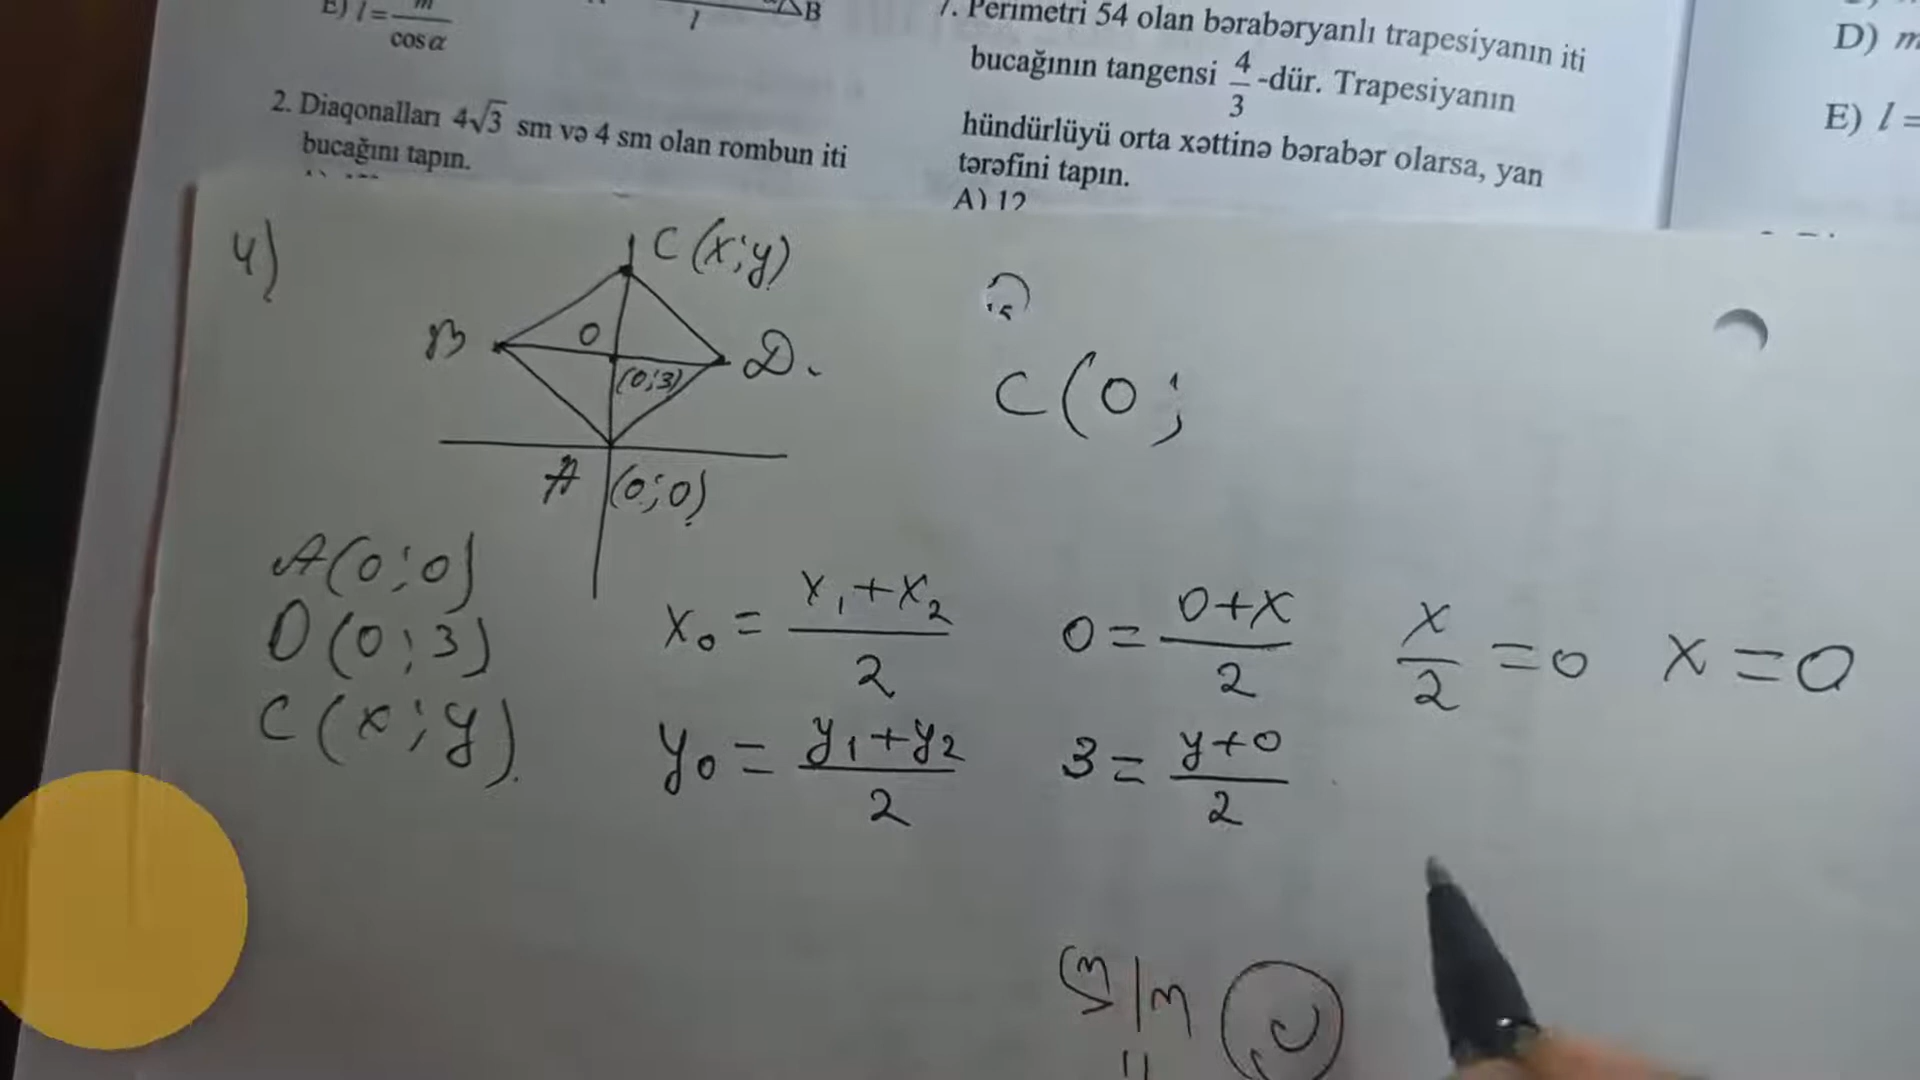 E) l = m/cos α
l
B
2. Diaqonalları 4√3 sm və 4 sm olan rombun iti
bucağını tapın.
7. Perimetri 54 olan bərabəryanlı trapesiyanın iti
bucağının tangensi 4/3 -dür. Trapesiyanın
hündürlüyü orta xəttinə bərabər olarsa, yan
tərəfini tapın.
A) 12
D) m
E) l =
4)
C (x;y)
B
O
(0;3)
D
A (0;0)
C (0;
A (0;0)
O (0;3)
C (x;y).
x₀ = (x₁+x₂)/2
0 = (0+x)/2
x/2 = 0
x = 0
y₀ = (y₁+y₂)/2
3 = (y+0)/2